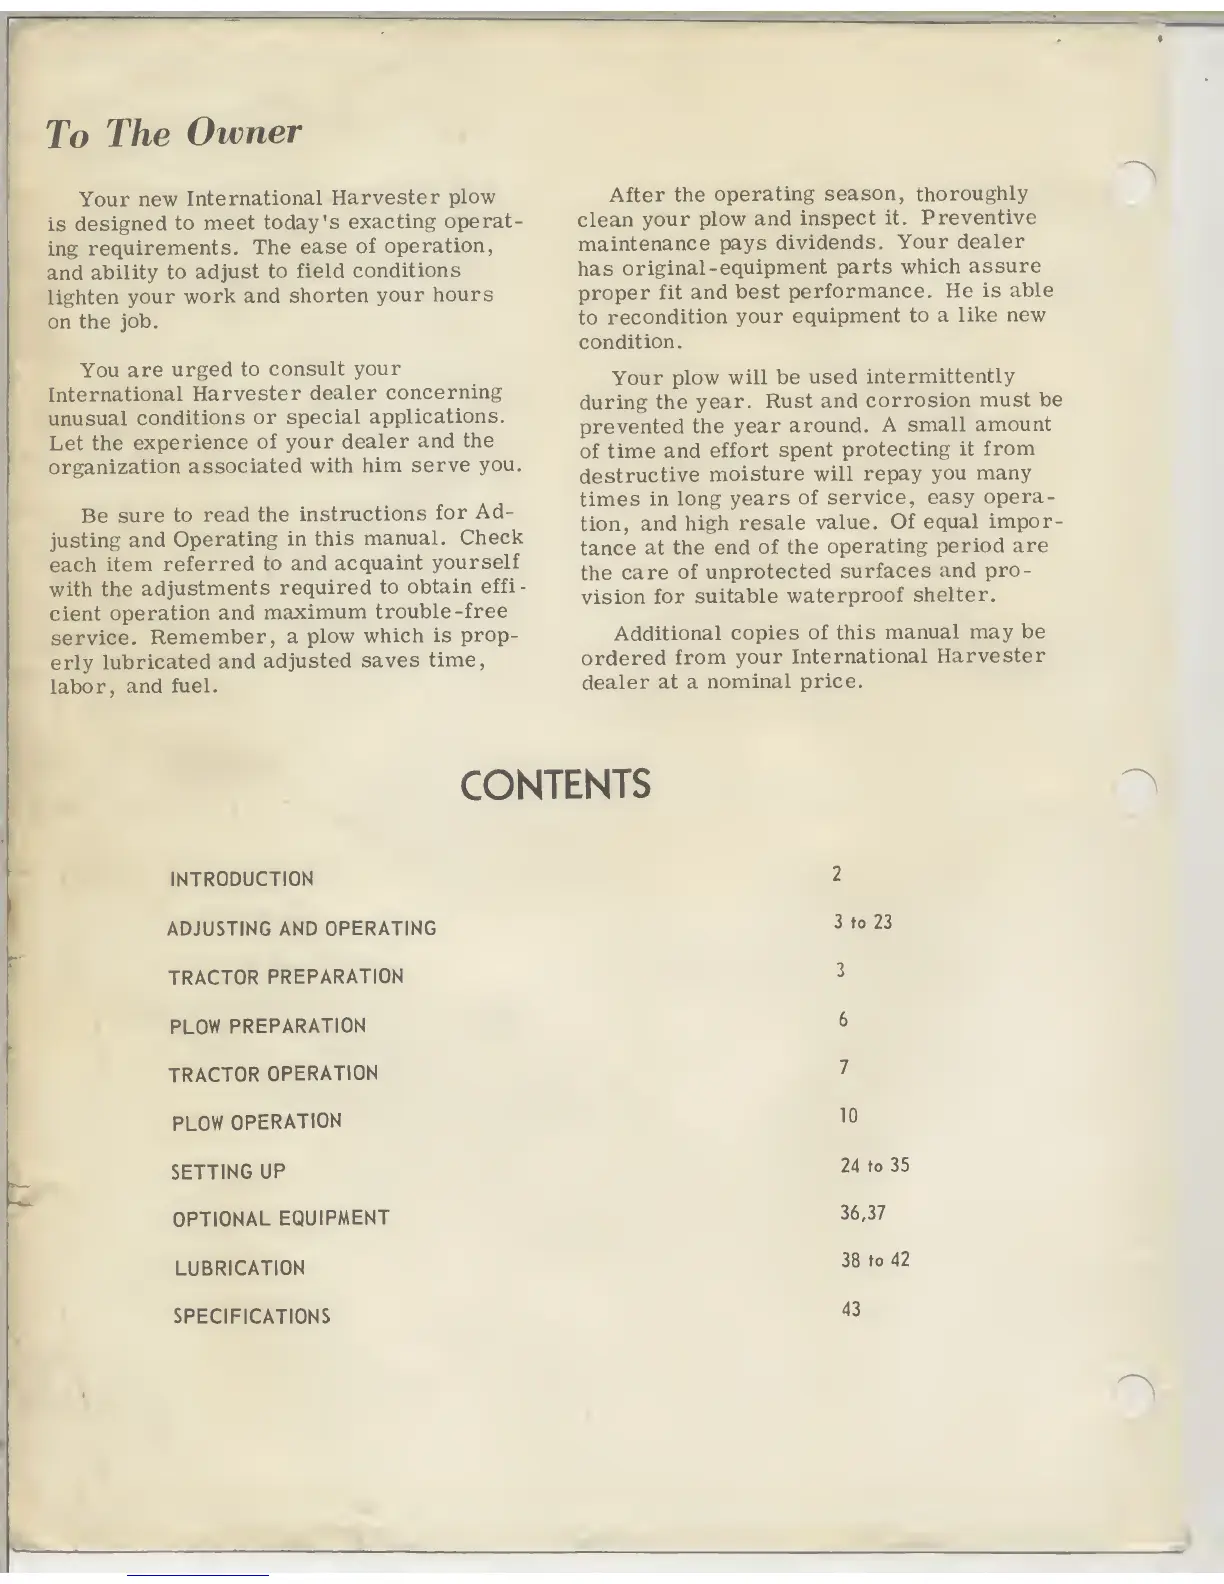 To The Owner
Your new International Harvester plow
is designed to meet today's exacting operat-
ing requirements. The ease of operation,
and ability to adjust to field conditions
lighten your work and shorten your hours
on the job.
You are urged to consult your
International Harvester dealer concerning
unusual conditions or special applications.
Let the experience of your dealer and the
organization associated with him serve you.
Be sure to read the instructions for Ad-
justing and Operating in this manual. Check
each item referred to and acquaint yourself
with the adjustments required to obtain effi-
cient operation and maximum trouble-free
service. Remember, a plow which is prop-
erly lubricated and adjusted saves time,
labor, and fuel.
After the operating season, thoroughly
clean your plow and inspect it. Preventive
maintenance pays dividends. Your dealer
has original-equipment parts which assure
proper fit and best performance. He is able
to recondition your equipment to a like new
condition.
Your plow will be used intermittently
during the year. Rust and corrosion must be
prevented the year around. A small amount
of time and effort spent protecting it from
destructive moisture will repay you many
times in long years of service, easy opera-
tion, and high resale value. Of equal impor-
tance at the end of the operating period are
the care of unprotected surfaces and pro-
vision for suitable waterproof shelter.
Additional copies of this manual may be
ordered from your International Harvester
dealer at a nominal price.
CONTENTS
INTRODUCTION 2
ADJUSTING AND OPERATING 3 to 23
TRACTOR PREPARATION 3
PLOW PREPARATION 6
TRACTOR OPERATION 7
PLOW OPERATION 10
SETTING UP 24 to 35
OPTIONAL EQUIPMENT 36,37
LUBRICATION 38 to 42
SPECIFICATIONS 43